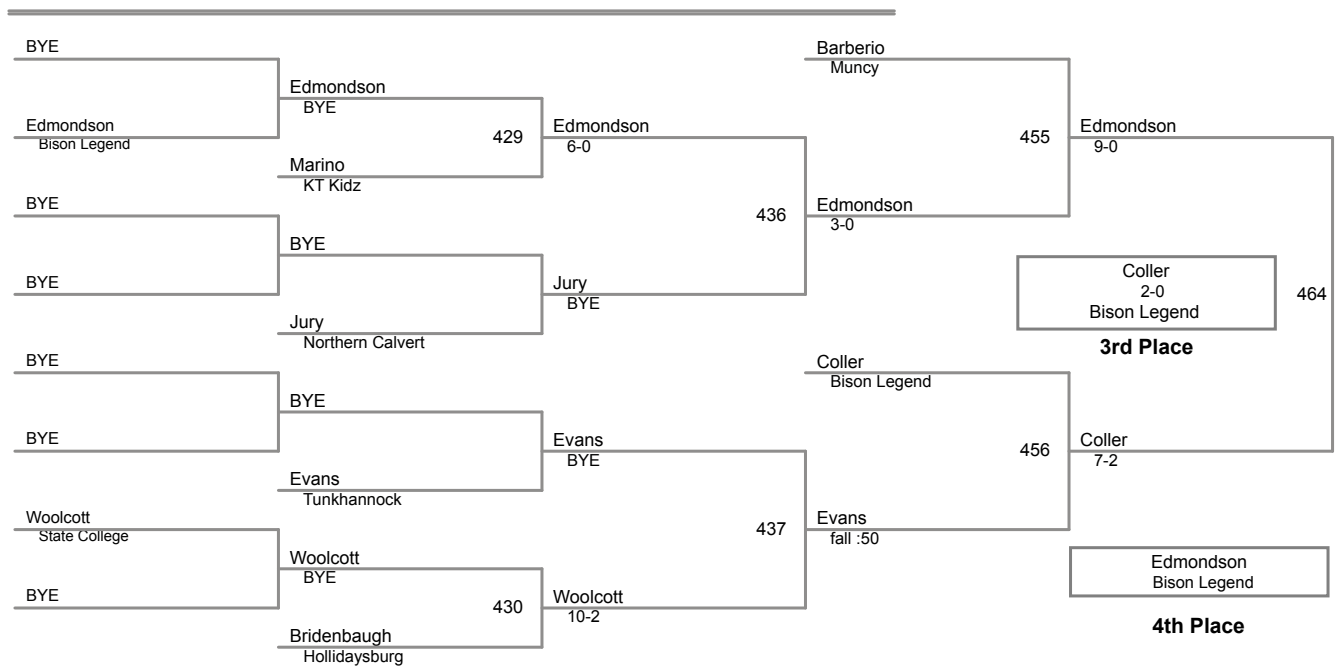 BYE
Edmondson
Bison Legend
BYE
BYE
BYE
BYE
Woolcott
State College
BYE
Edmondson
BYE
429
Marino
KT Kidz
BYE
Jury
Northern Calvert
BYE
Evans
Tunkhannock
Woolcott
BYE
430
Bridenbaugh
Hollidaysburg
Edmondson
6-0
436
Jury
BYE
Evans
BYE
437
Woolcott
10-2
Barberio
Muncy
455
Edmondson
3-0
Coller
Bison Legend
456
Evans
fall :50
Edmondson
9-0
Coller
2-0
Bison Legend
464
3rd Place
Coller
7-2
Edmondson
Bison Legend
4th Place